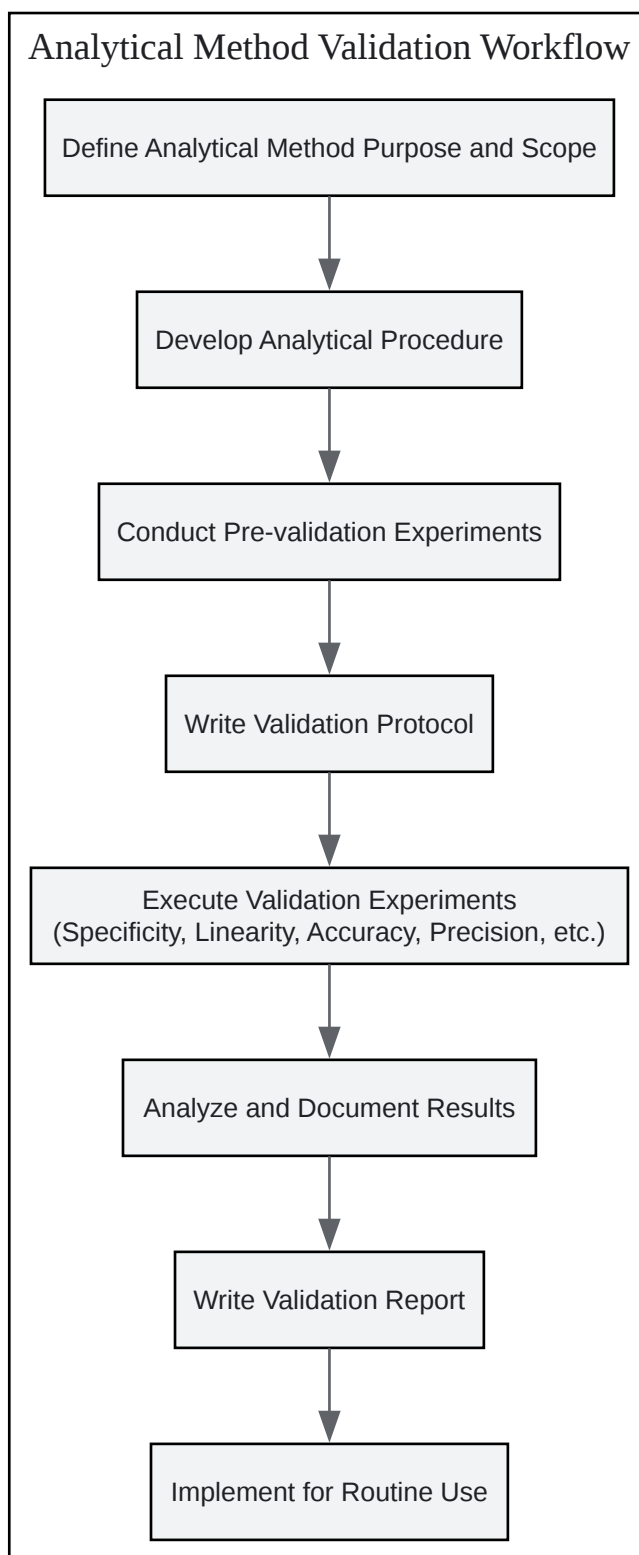 Analytical Method Validation Workflow
Define Analytical Method Purpose and Scope
Develop Analytical Procedure
Conduct Pre-validation Experiments
Write Validation Protocol
Execute Validation Experiments
(Specificity, Linearity, Accuracy, Precision, etc.)
Analyze and Document Results
Write Validation Report
Implement for Routine Use